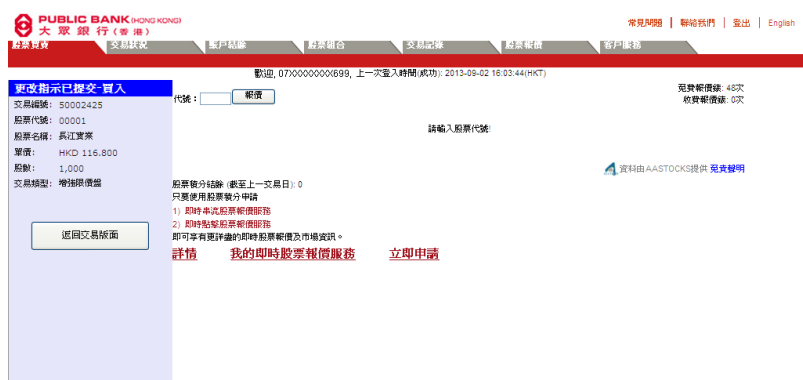 PUBLIC BANK (HONG KONG)
大眾銀行(香港)
常見問題 | 聯絡我們 | 登出 | English
股票買賣 交易狀況 賬戶結餘 股票組合 交易記錄 股票報價 客戶服務
歡迎, 07XXXXXXXX699, 上一次登入時間(成功): 2013-09-02 16:03:44(HKT)
更改指示已提交-買入
交易編號: 50002425
股票代號: 00001
股票名稱: 長江實業
單價: HKD 116.800
股數: 1,000
交易類型: 增強限價盤
返回交易版面
代號: 報價
免費報價錶: 48次
收費報價錶: 0次
請輸入股票代號!
資料由AASTOCKS提供 免責聲明
股票積分結餘 (截至上一交易日): 0
只要使用股票積分申請
1) 即時串流股票報價服務
2) 即時點擊股票報價服務
即可享有更詳盡的即時股票報價及市場資訊。
詳情 我的即時股票報價服務 立即申請